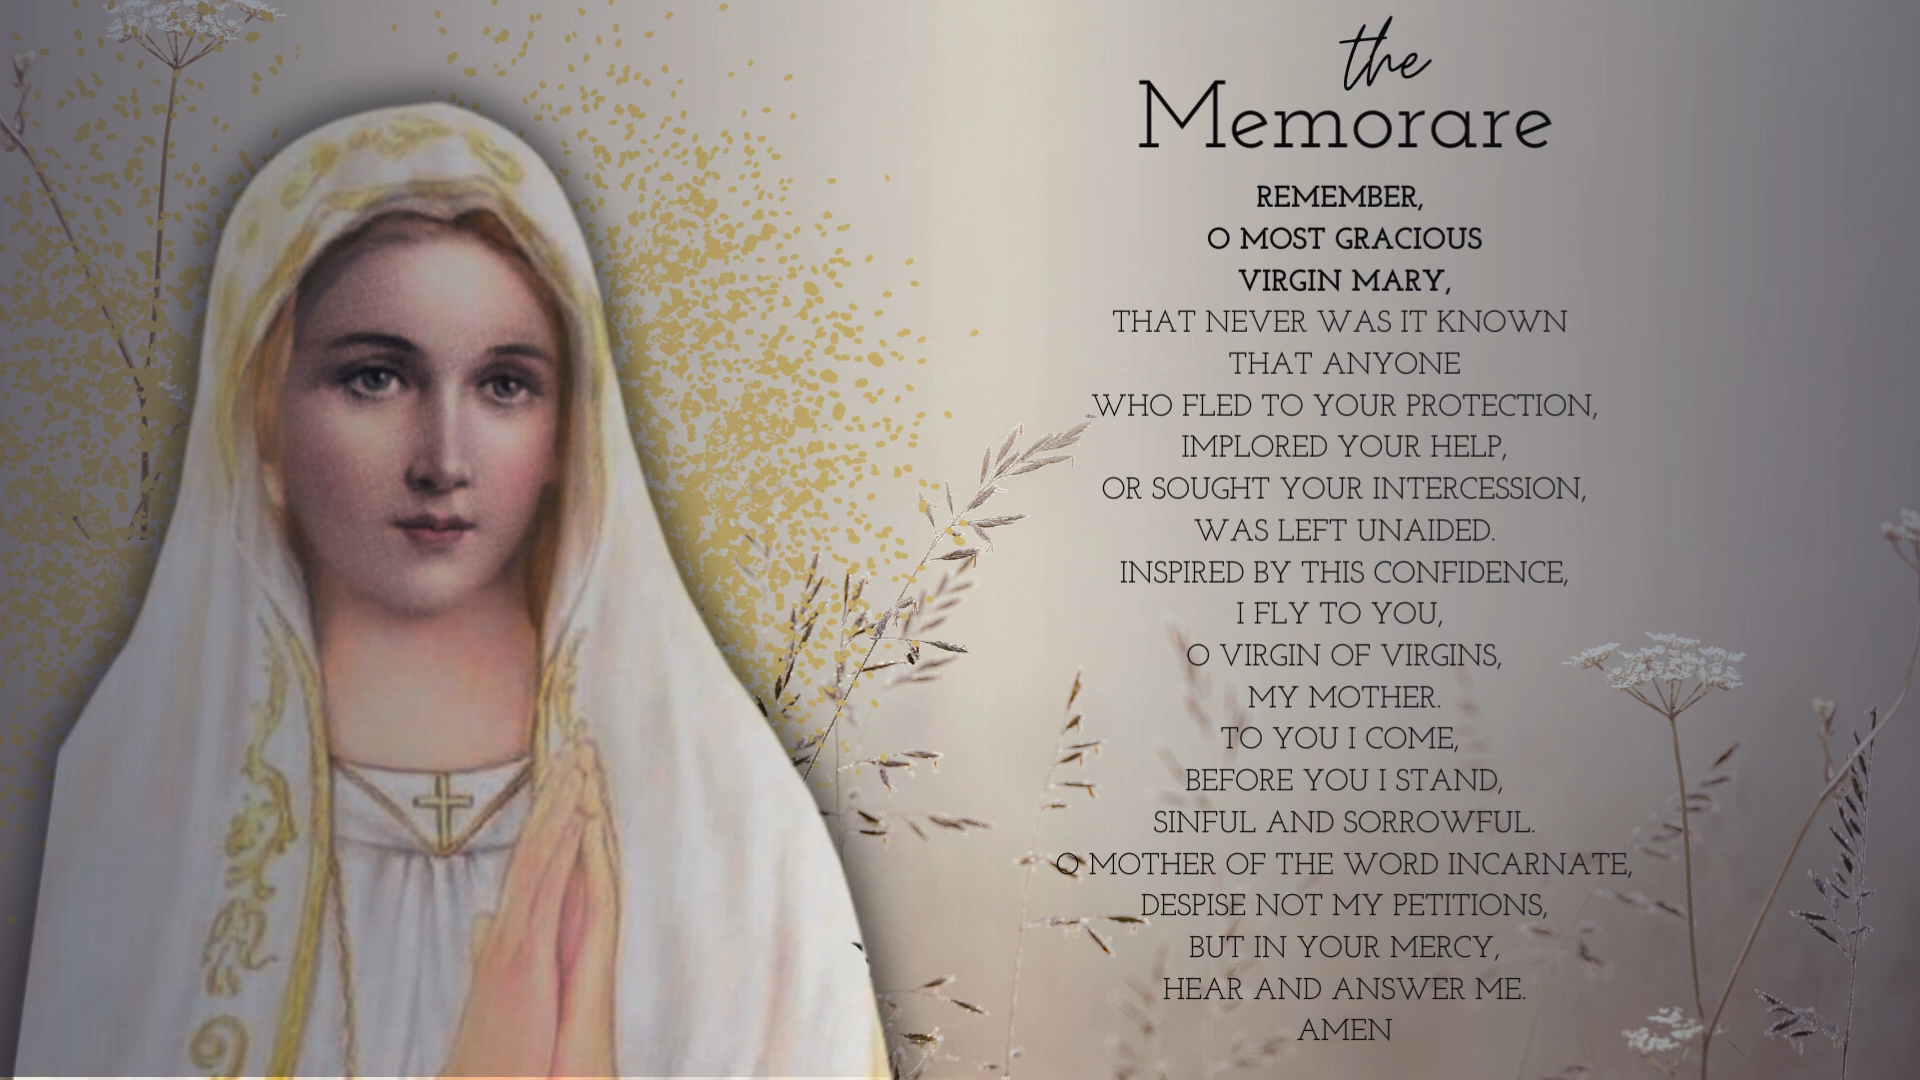 the
Memorare
REMEMBER,
O MOST GRACIOUS
VIRGIN MARY,
THAT NEVER WAS IT KNOWN
THAT ANYONE
WHO FLED TO YOUR PROTECTION,
IMPLORED YOUR HELP,
OR SOUGHT YOUR INTERCESSION,
WAS LEFT UNAIDED.
INSPIRED BY THIS CONFIDENCE,
I FLY TO YOU,
O VIRGIN OF VIRGINS,
MY MOTHER.
TO YOU I COME,
BEFORE YOU I STAND,
SINFUL AND SORROWFUL.
O MOTHER OF THE WORD INCARNATE,
DESPISE NOT MY PETITIONS,
BUT IN YOUR MERCY,
HEAR AND ANSWER ME.
AMEN